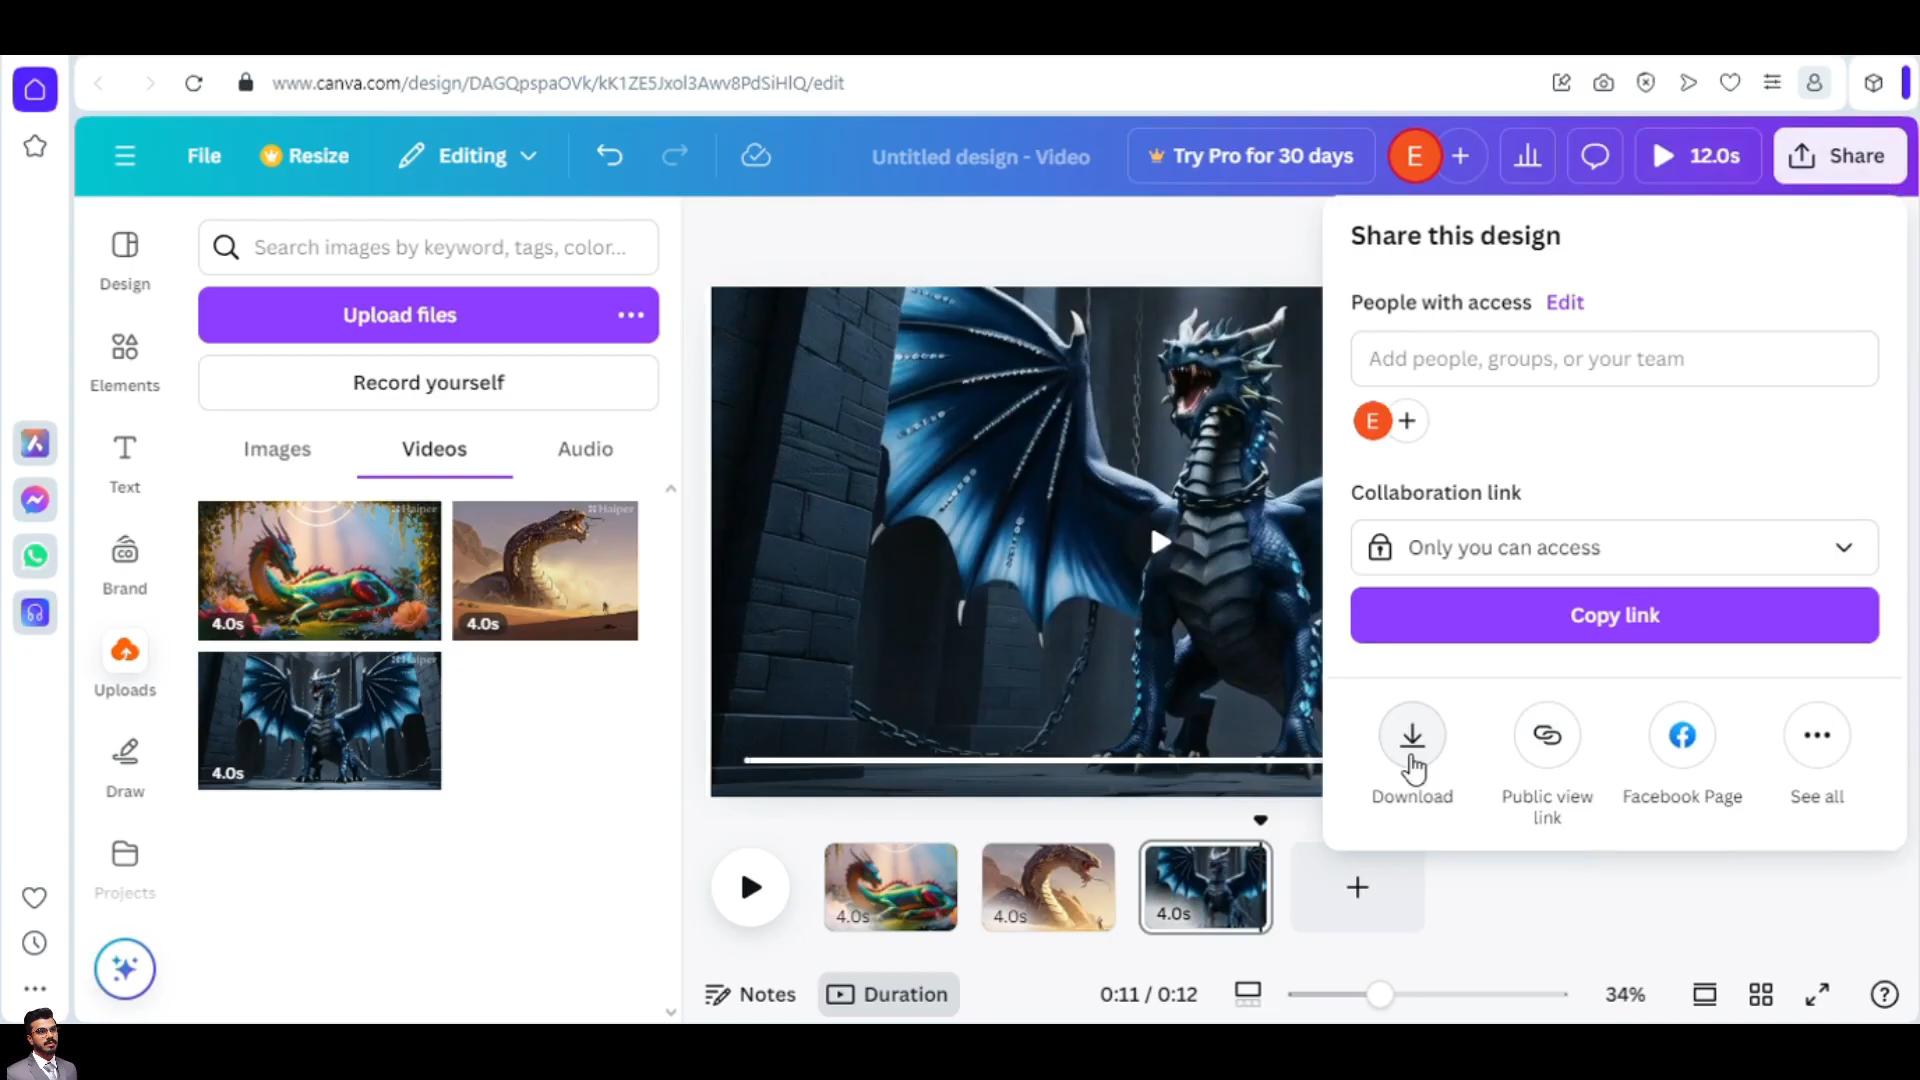 www.canva.com/design/DAGQpspaOVk/kK1ZE5Jxol3Awv8PdSiHlQ/edit
File
Resize
Editing
Untitled design - Video
Try Pro for 30 days
E
12.0s
Share
Design
Elements
Text
Brand
Uploads
Draw
Projects
Search images by keyword, tags, color...
Upload files
Record yourself
Images
Videos
Audio
Haiper
4.0s
Haiper
4.0s
Haiper
4.0s
Share this design
People with access Edit
Add people, groups, or your team
E
Collaboration link
Only you can access
Copy link
Download
Public view
link
Facebook Page
See all
4.0s
4.0s
4.0s
Notes
Duration
0:11 / 0:12
34%